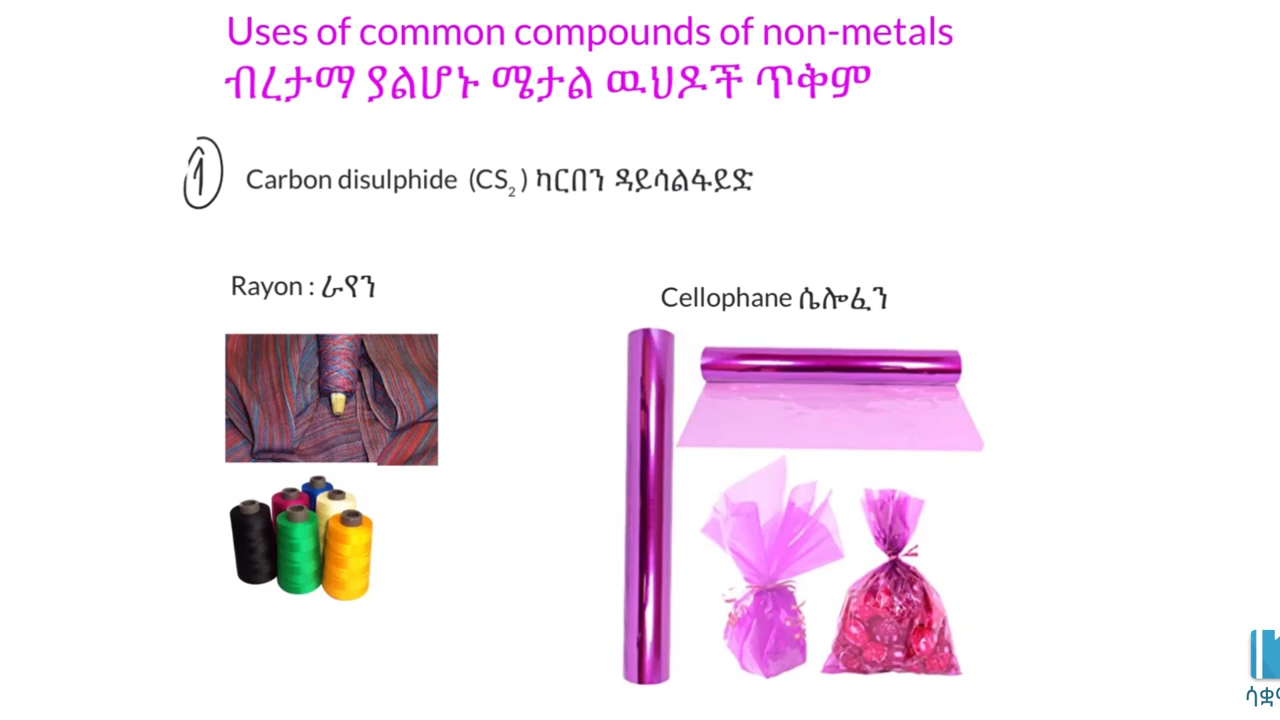 Uses of common compounds of non-metals
ብረታማ ያልሆኑ ሜታል ዉህዶች ጥቅም
1 Carbon disulphide (CS₂) ካርበን ዳይሳልፋይድ
Rayon : ራየን
Cellophane ሴሎፈን